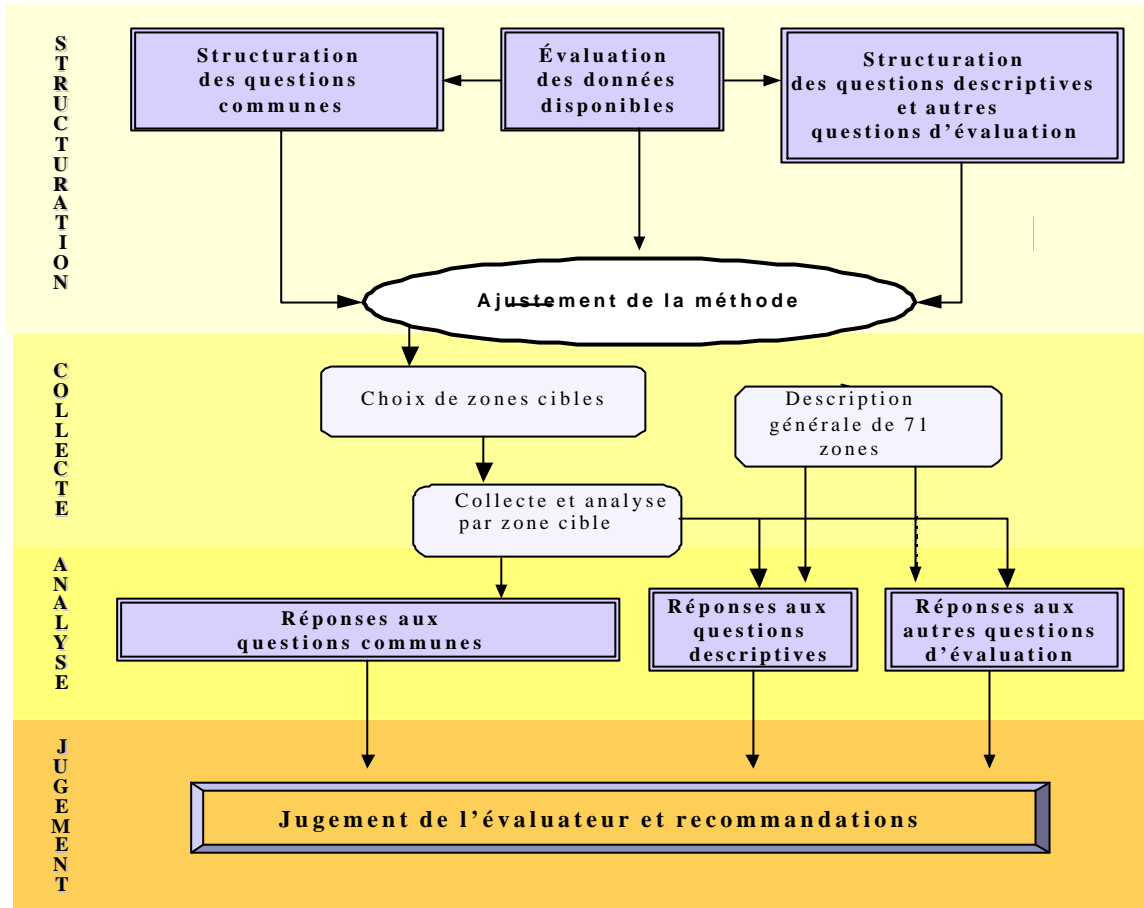 STRUCTURATION
Structuration
des questions
communes
Évaluation
des données
disponibles
Structuration
des questions descriptives
et autres
questions d'évaluation
Ajustement de la méthode
COLLECTE
Choix de zones cibles
Description
générale de 71
zones
Collecte et analyse
par zone cible
ANALYSE
Réponses aux
questions communes
Réponses aux
questions
descriptives
Réponses aux
autres questions
d'évaluation
JUGEMENT
Jugement de l'évaluateur et recommandations